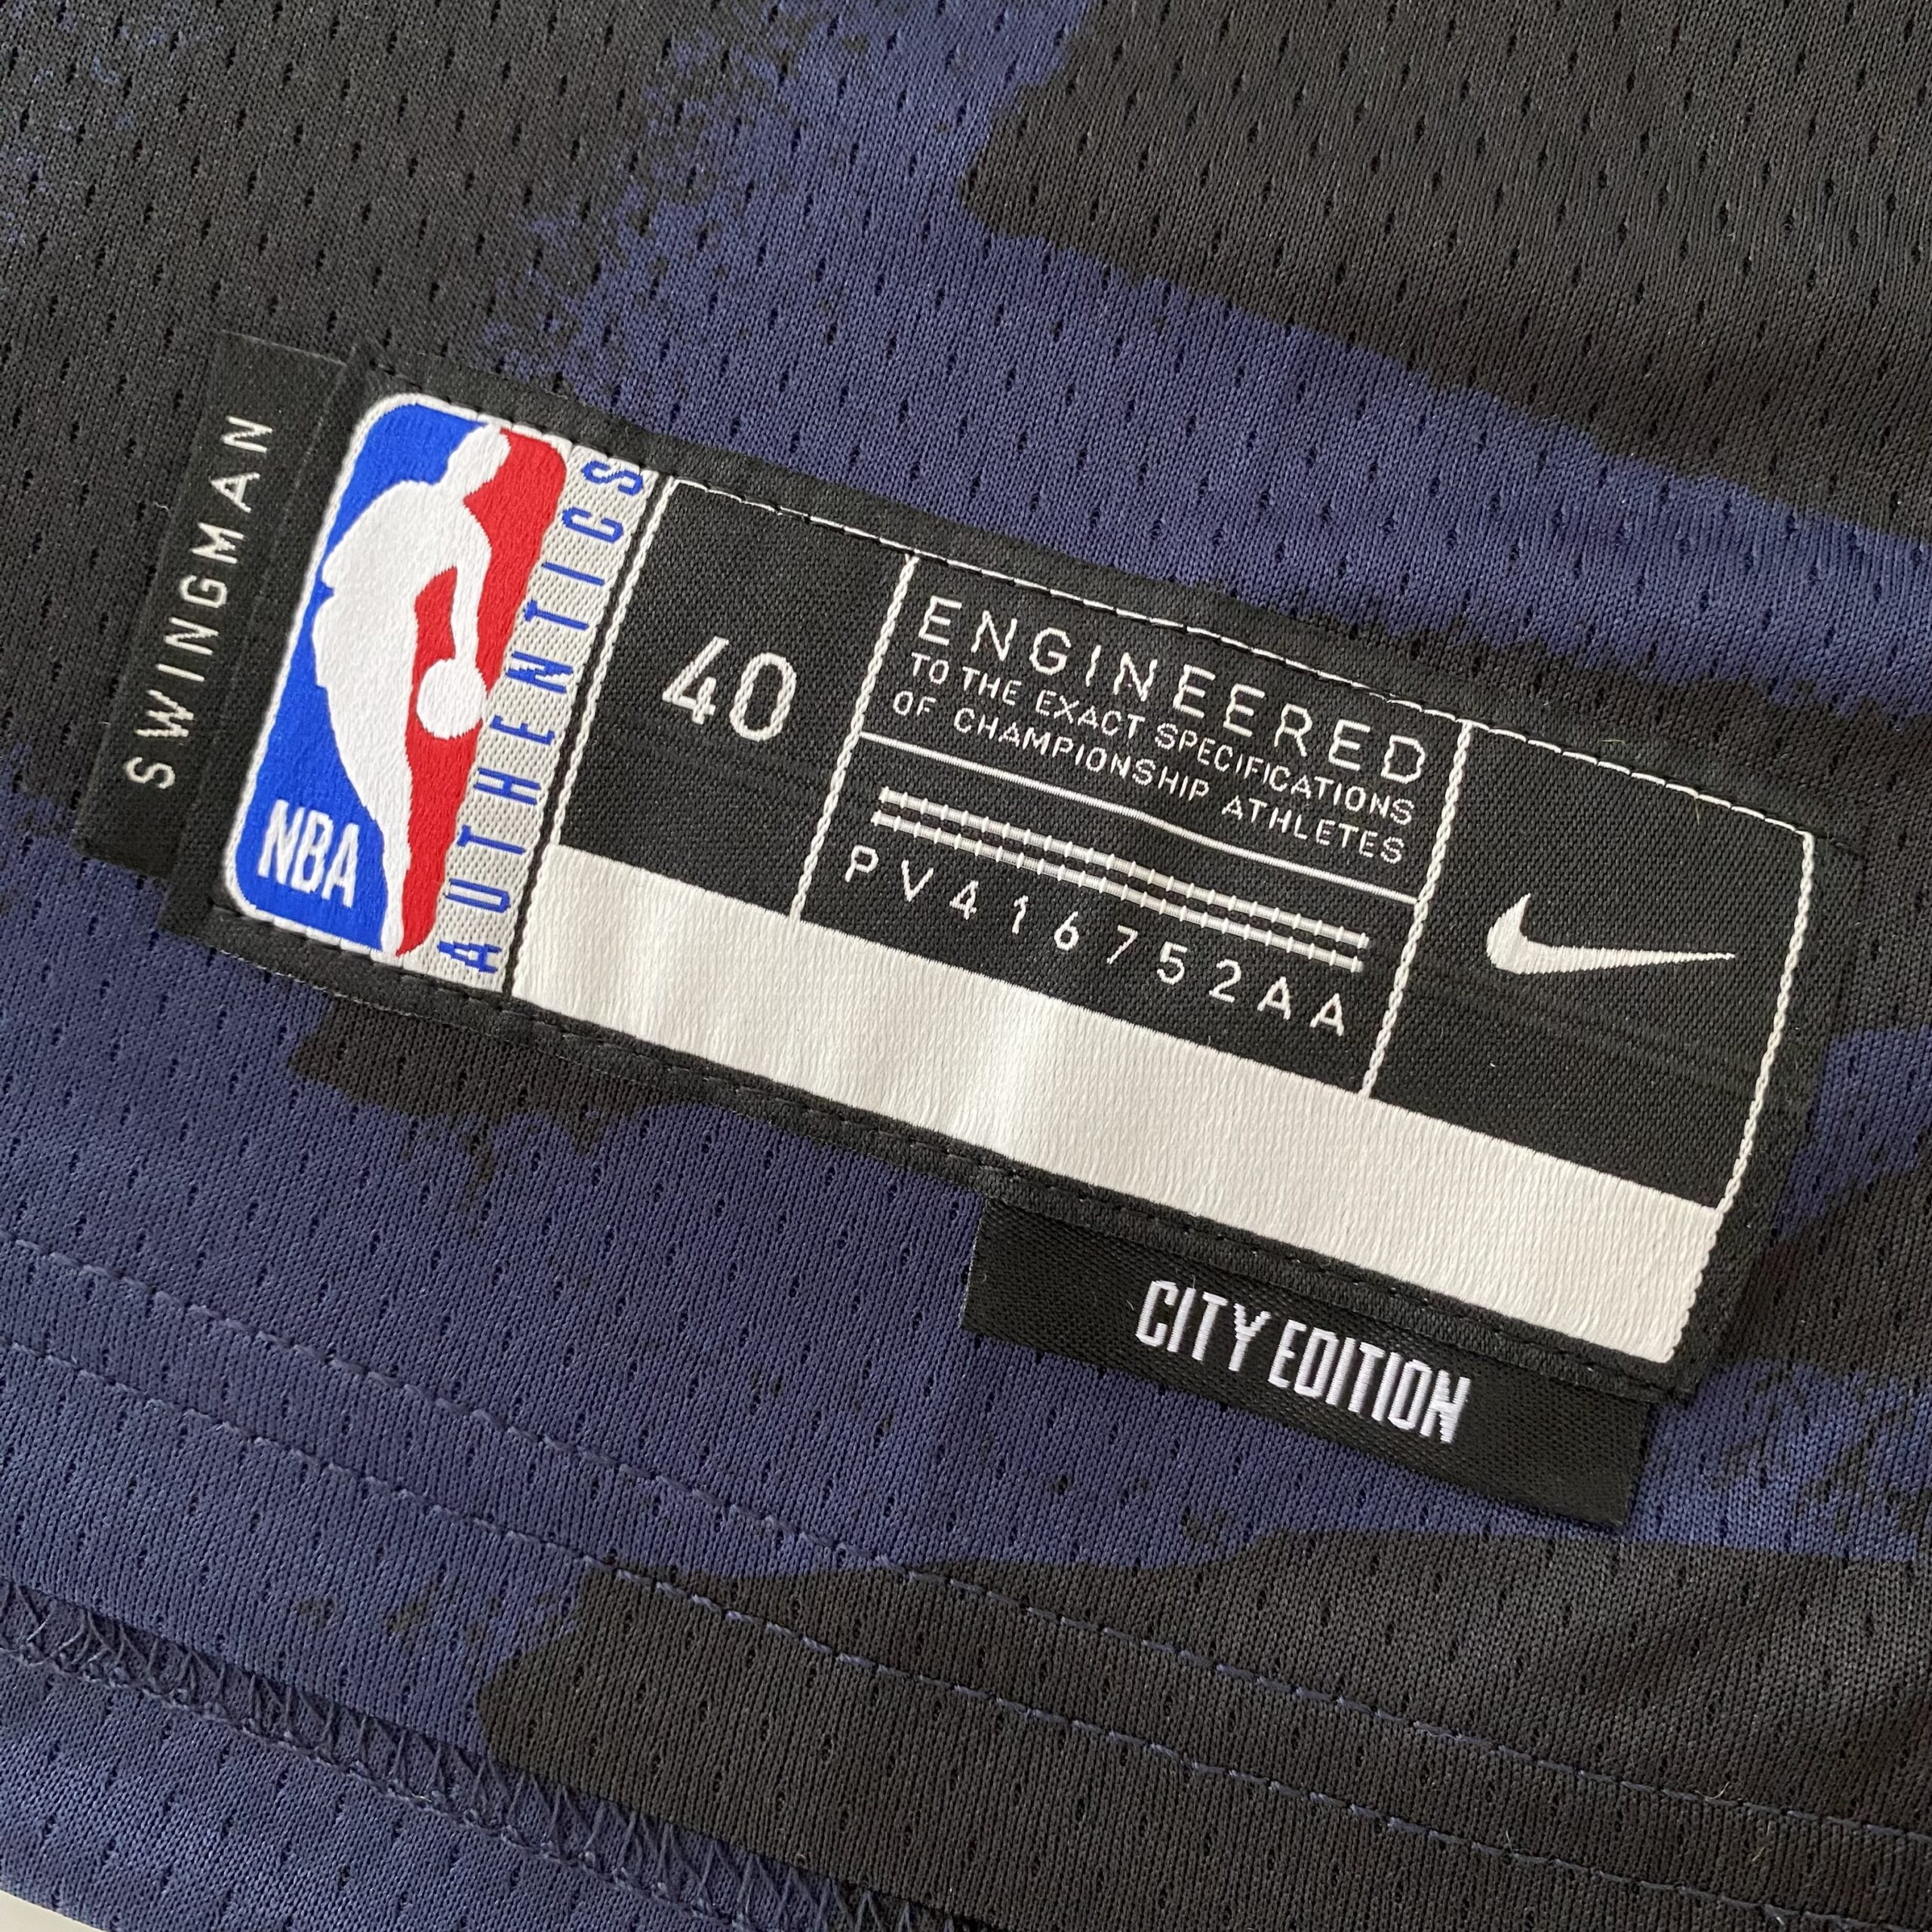 SWINGMAN
NBA
AUTHENTICS
40
ENGINEERED
TO THE EXACT SPECIFICATIONS
OF CHAMPIONSHIP ATHLETES
PV416752AA
CITY EDITION